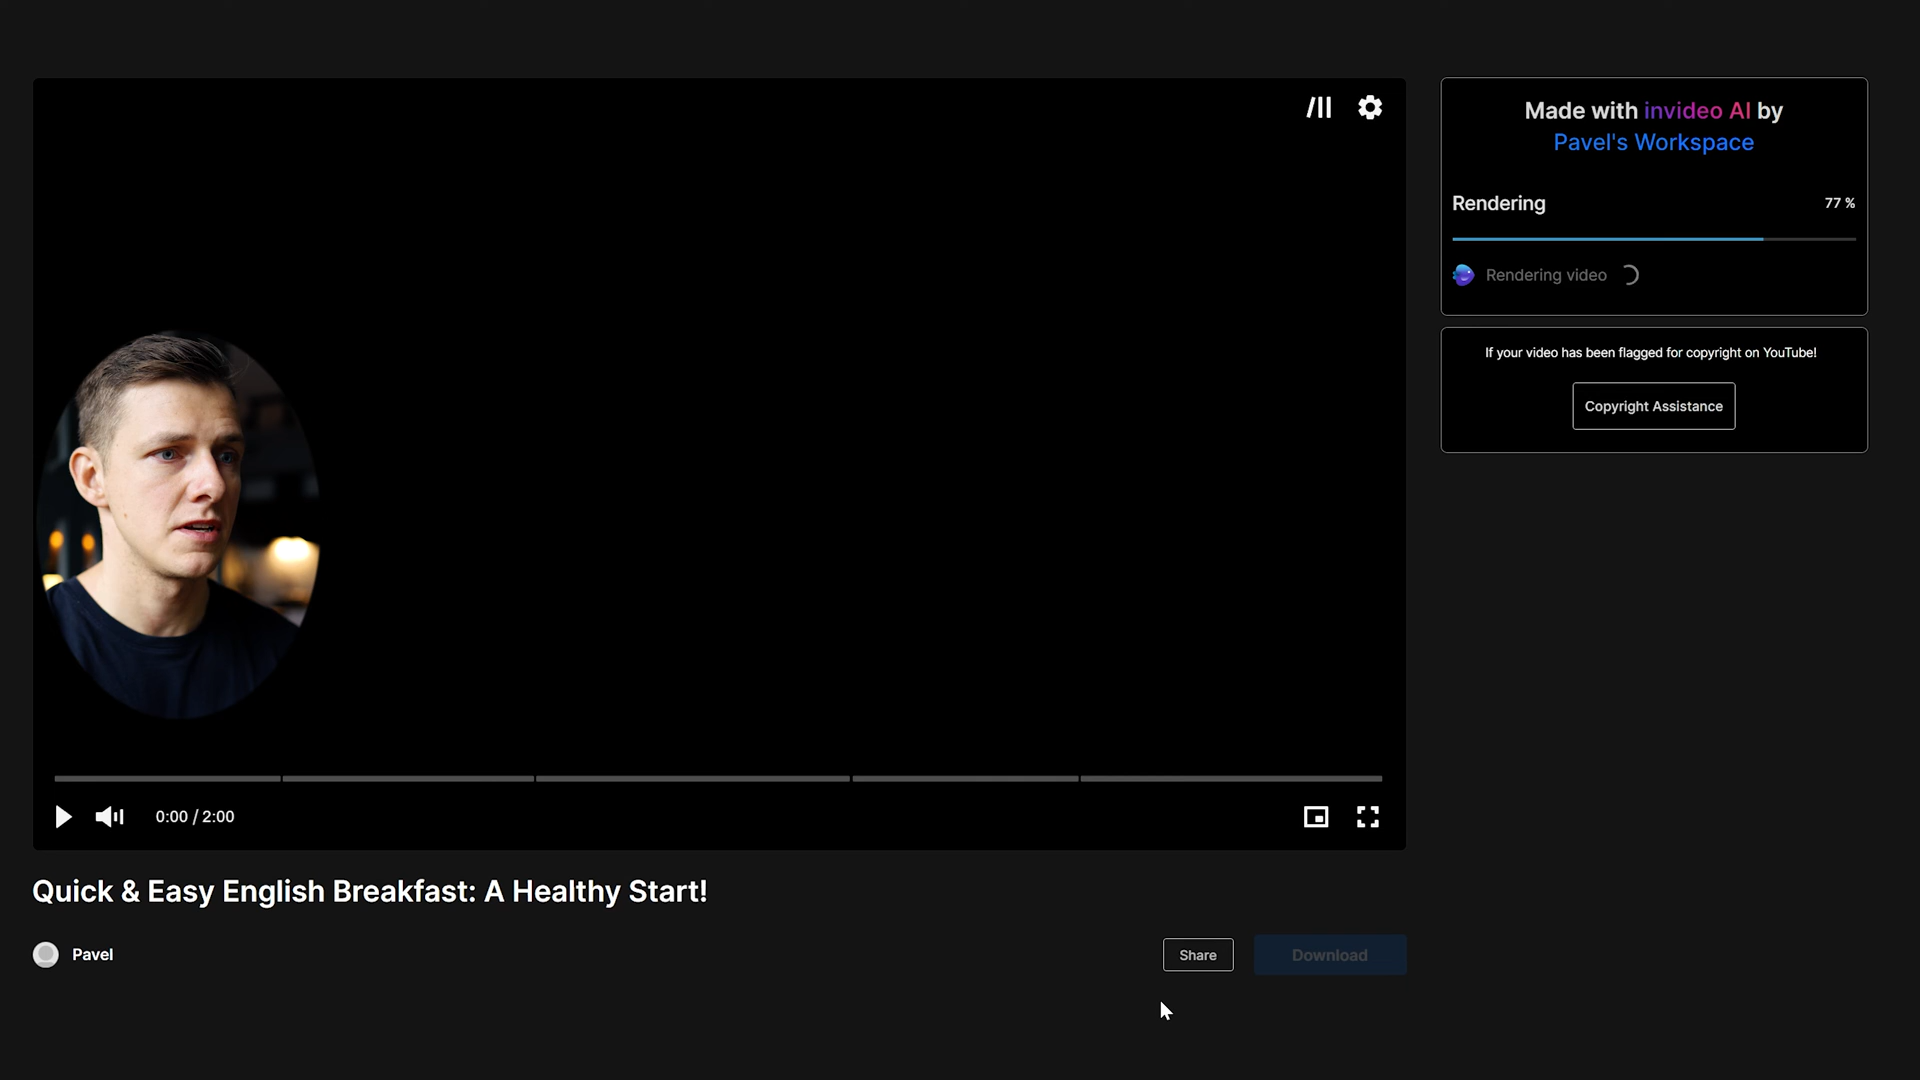 Made with invideo AI by
Pavel's Workspace
Rendering
77 %
Rendering video
If your video has been flagged for copyright on YouTube!
Copyright Assistance
0:00 / 2:00
Quick & Easy English Breakfast: A Healthy Start!
Pavel
Share
Download